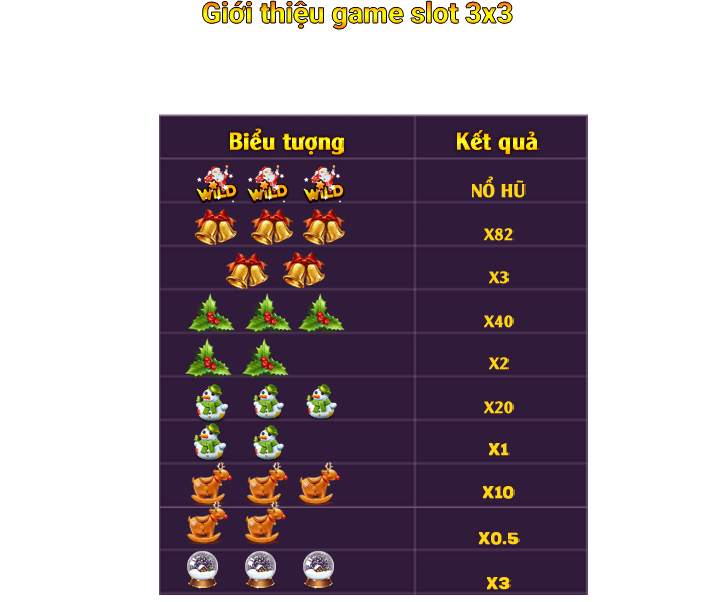 Giới thiệu game slot 3x3
Biểu tượng Kết quả
WILD WILD WILD NỔ HŨ
X82
X3
X40
X2
X20
X1
X10
X0.5
X3